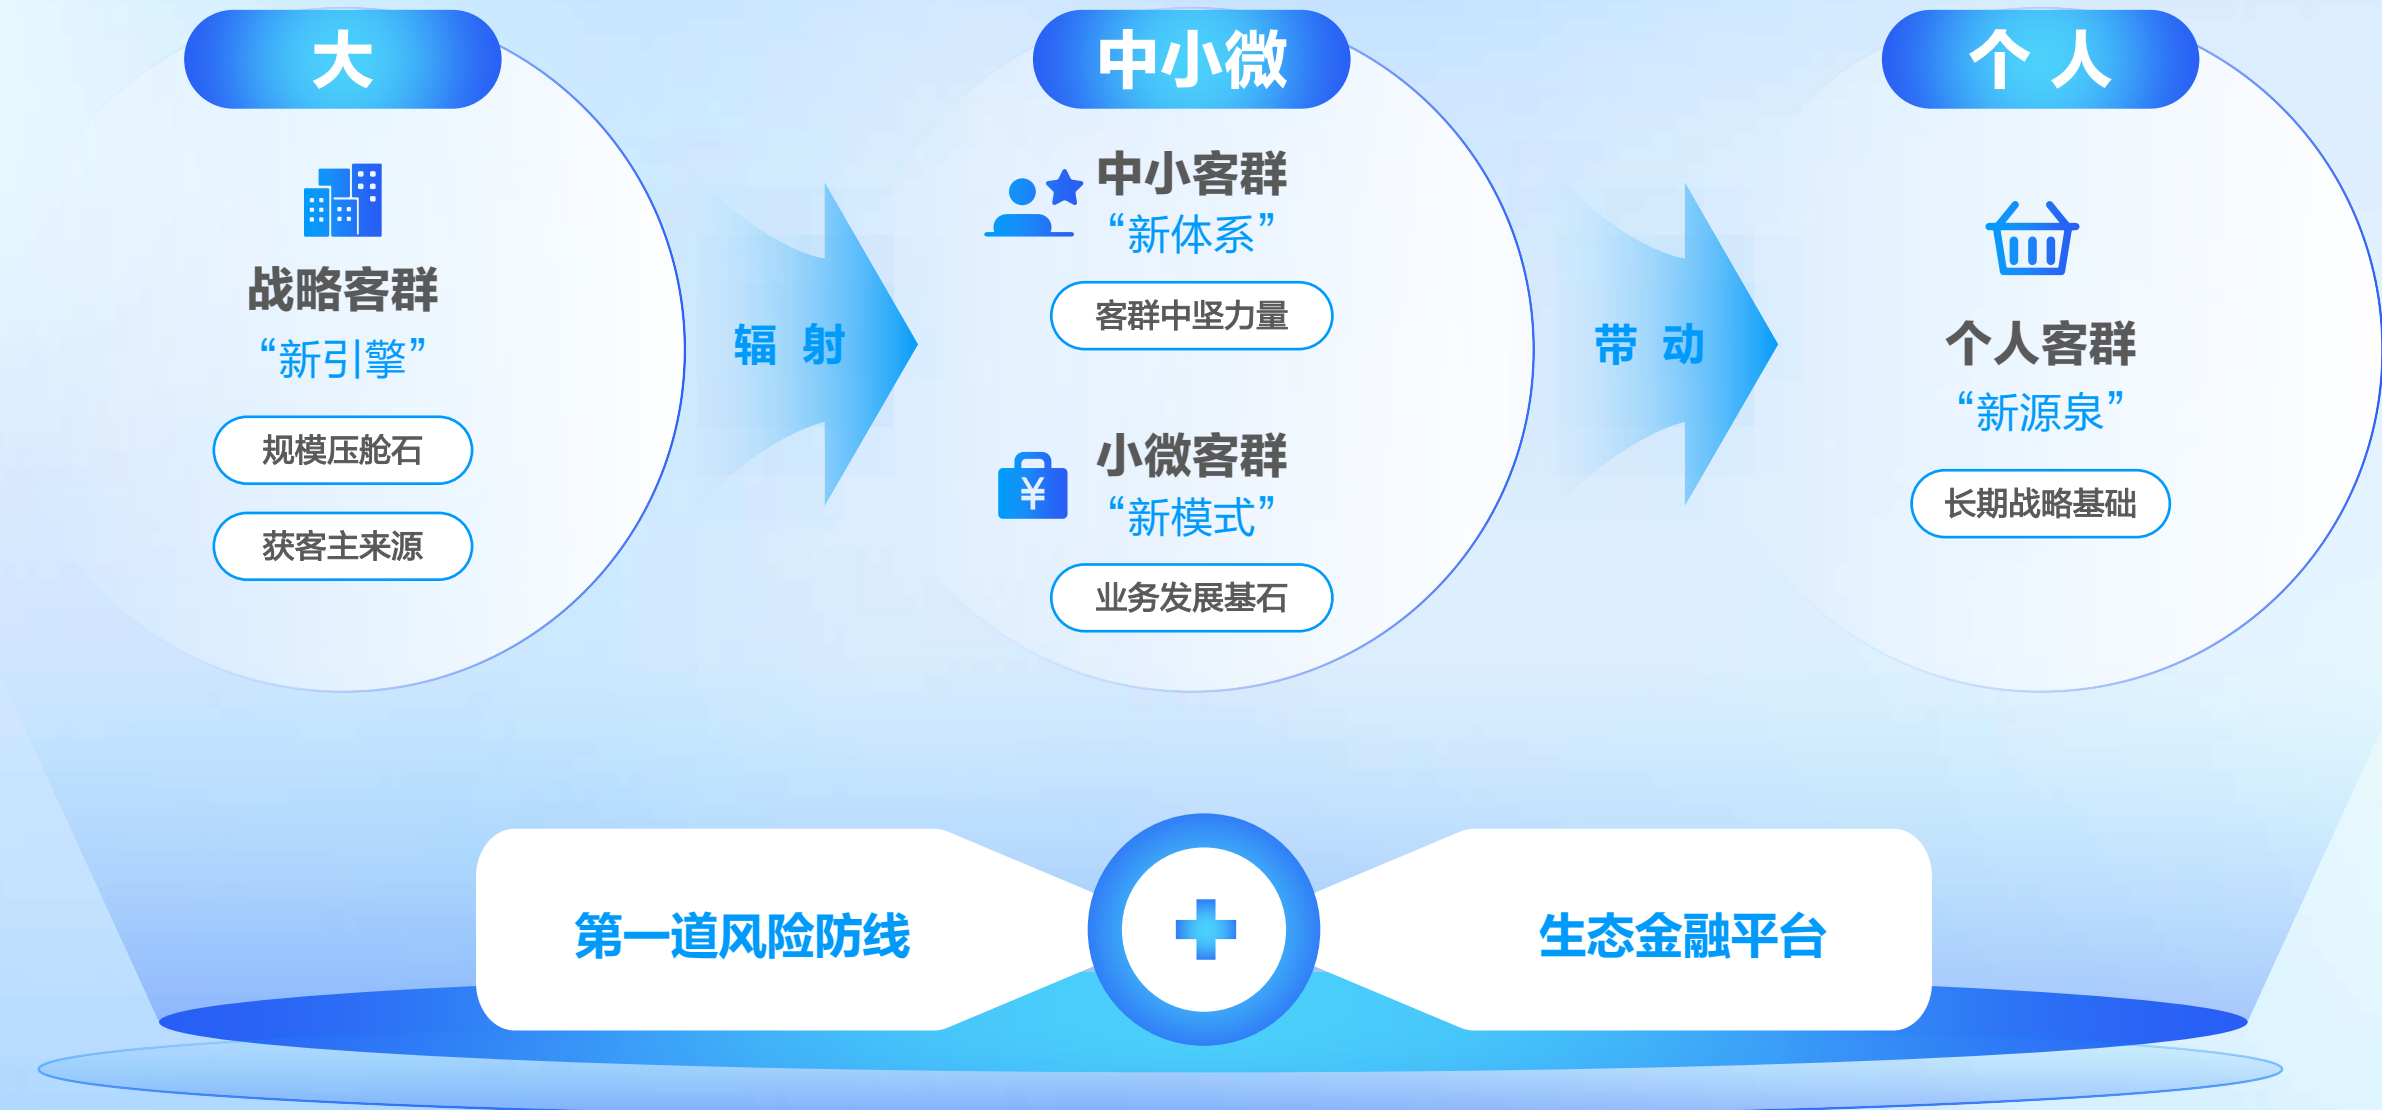 大
战略客群
“新引擎”
规模压舱石
获客主来源
辐 射
中小微
中小客群
“新体系”
客群中坚力量
¥
小微客群
“新模式”
业务发展基石
带 动
个 人
个人客群
“新源泉”
长期战略基础
第一道风险防线
生态金融平台